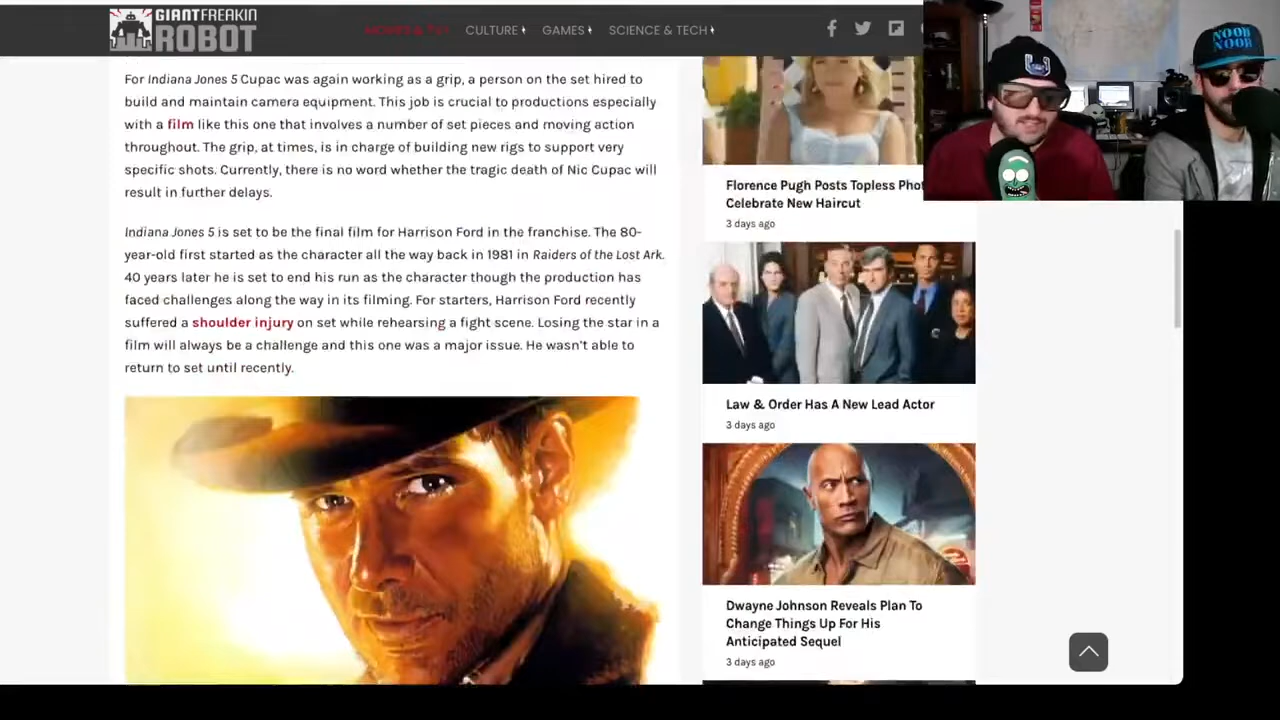 GIANT FREAKIN
ROBOT
MOVIES & TV
CULTURE
GAMES
SCIENCE & TECH
NOOB
NOOB
For Indiana Jones 5 Cupac was again working as a grip, a person on the set hired to
build and maintain camera equipment. This job is crucial to productions especially
with a film like this one that involves a number of set pieces and moving action
throughout. The grip, at times, is in charge of building new rigs to support very
specific shots. Currently, there is no word whether the tragic death of Nic Cupac will
result in further delays.
Indiana Jones 5 is set to be the final film for Harrison Ford in the franchise. The 80-
year-old first started as the character all the way back in 1981 in Raiders of the Lost Ark.
40 years later he is set to end his run as the character though the production has
faced challenges along the way in its filming. For starters, Harrison Ford recently
suffered a shoulder injury on set while rehearsing a fight scene. Losing the star in a
film will always be a challenge and this one was a major issue. He wasn't able to
return to set until recently.
Florence Pugh Posts Topless
Celebrate New Haircut
3 days ago
Law & Order Has A New Lead Actor
3 days ago
Dwayne Johnson Reveals Plan To
Change Things Up For His
Anticipated Sequel
3 days ago